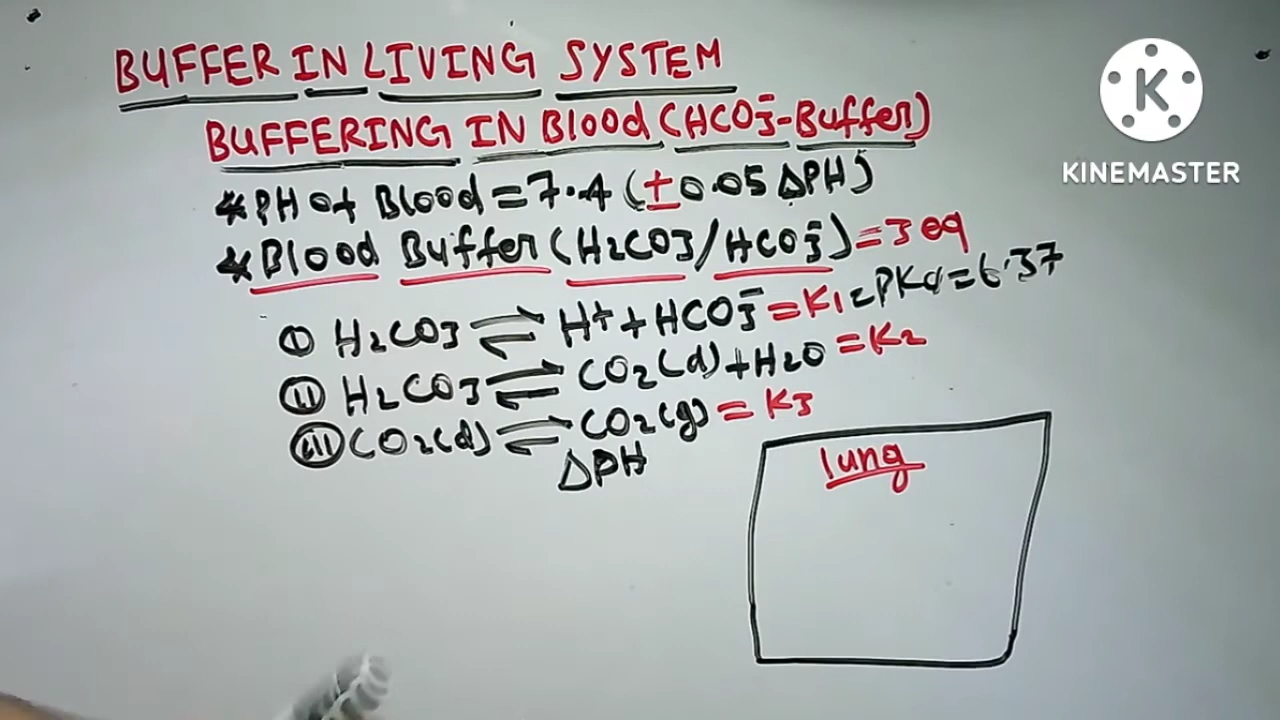 BUFFER IN LIVING SYSTEM
BUFFERING IN Blood (HCO3⁻-Buffer)
*PH of Blood = 7.4 (±0.05 ΔPH)
*Blood Buffer (H2CO3/HCO3⁻) = 3 eq
(i) H2CO3 ⇌ H⁺ + HCO3⁻ = K1 = PKa = 6.37
(ii) H2CO3 ⇌ CO2(d) + H2O = K2
(iii) CO2(d) ⇌ CO2(g) = K3
ΔPH
lung
K
KINEMASTER